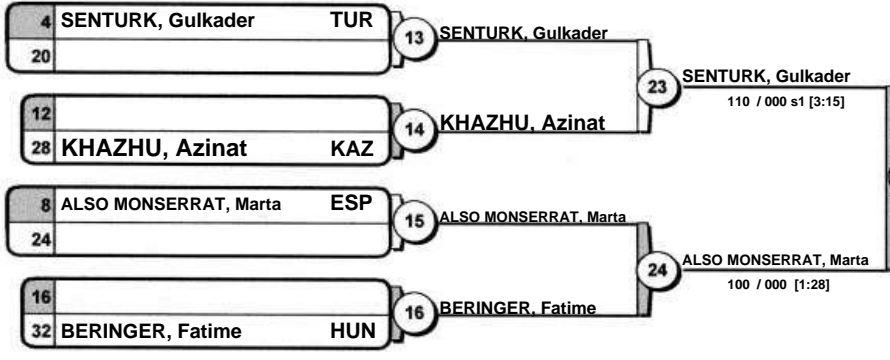 4 SENTURK, Gulkader TUR
20
13 SENTURK, Gulkader
12
28 KHAZHU, Azinat KAZ
14 KHAZHU, Azinat
23 SENTURK, Gulkader
110 / 000 s1 [3:15]
8 ALSO MONSERRAT, Marta ESP
24
15 ALSO MONSERRAT, Marta
16
32 BERINGER, Fatime HUN
16 BERINGER, Fatime
24 ALSO MONSERRAT, Marta
100 / 000 [1:28]